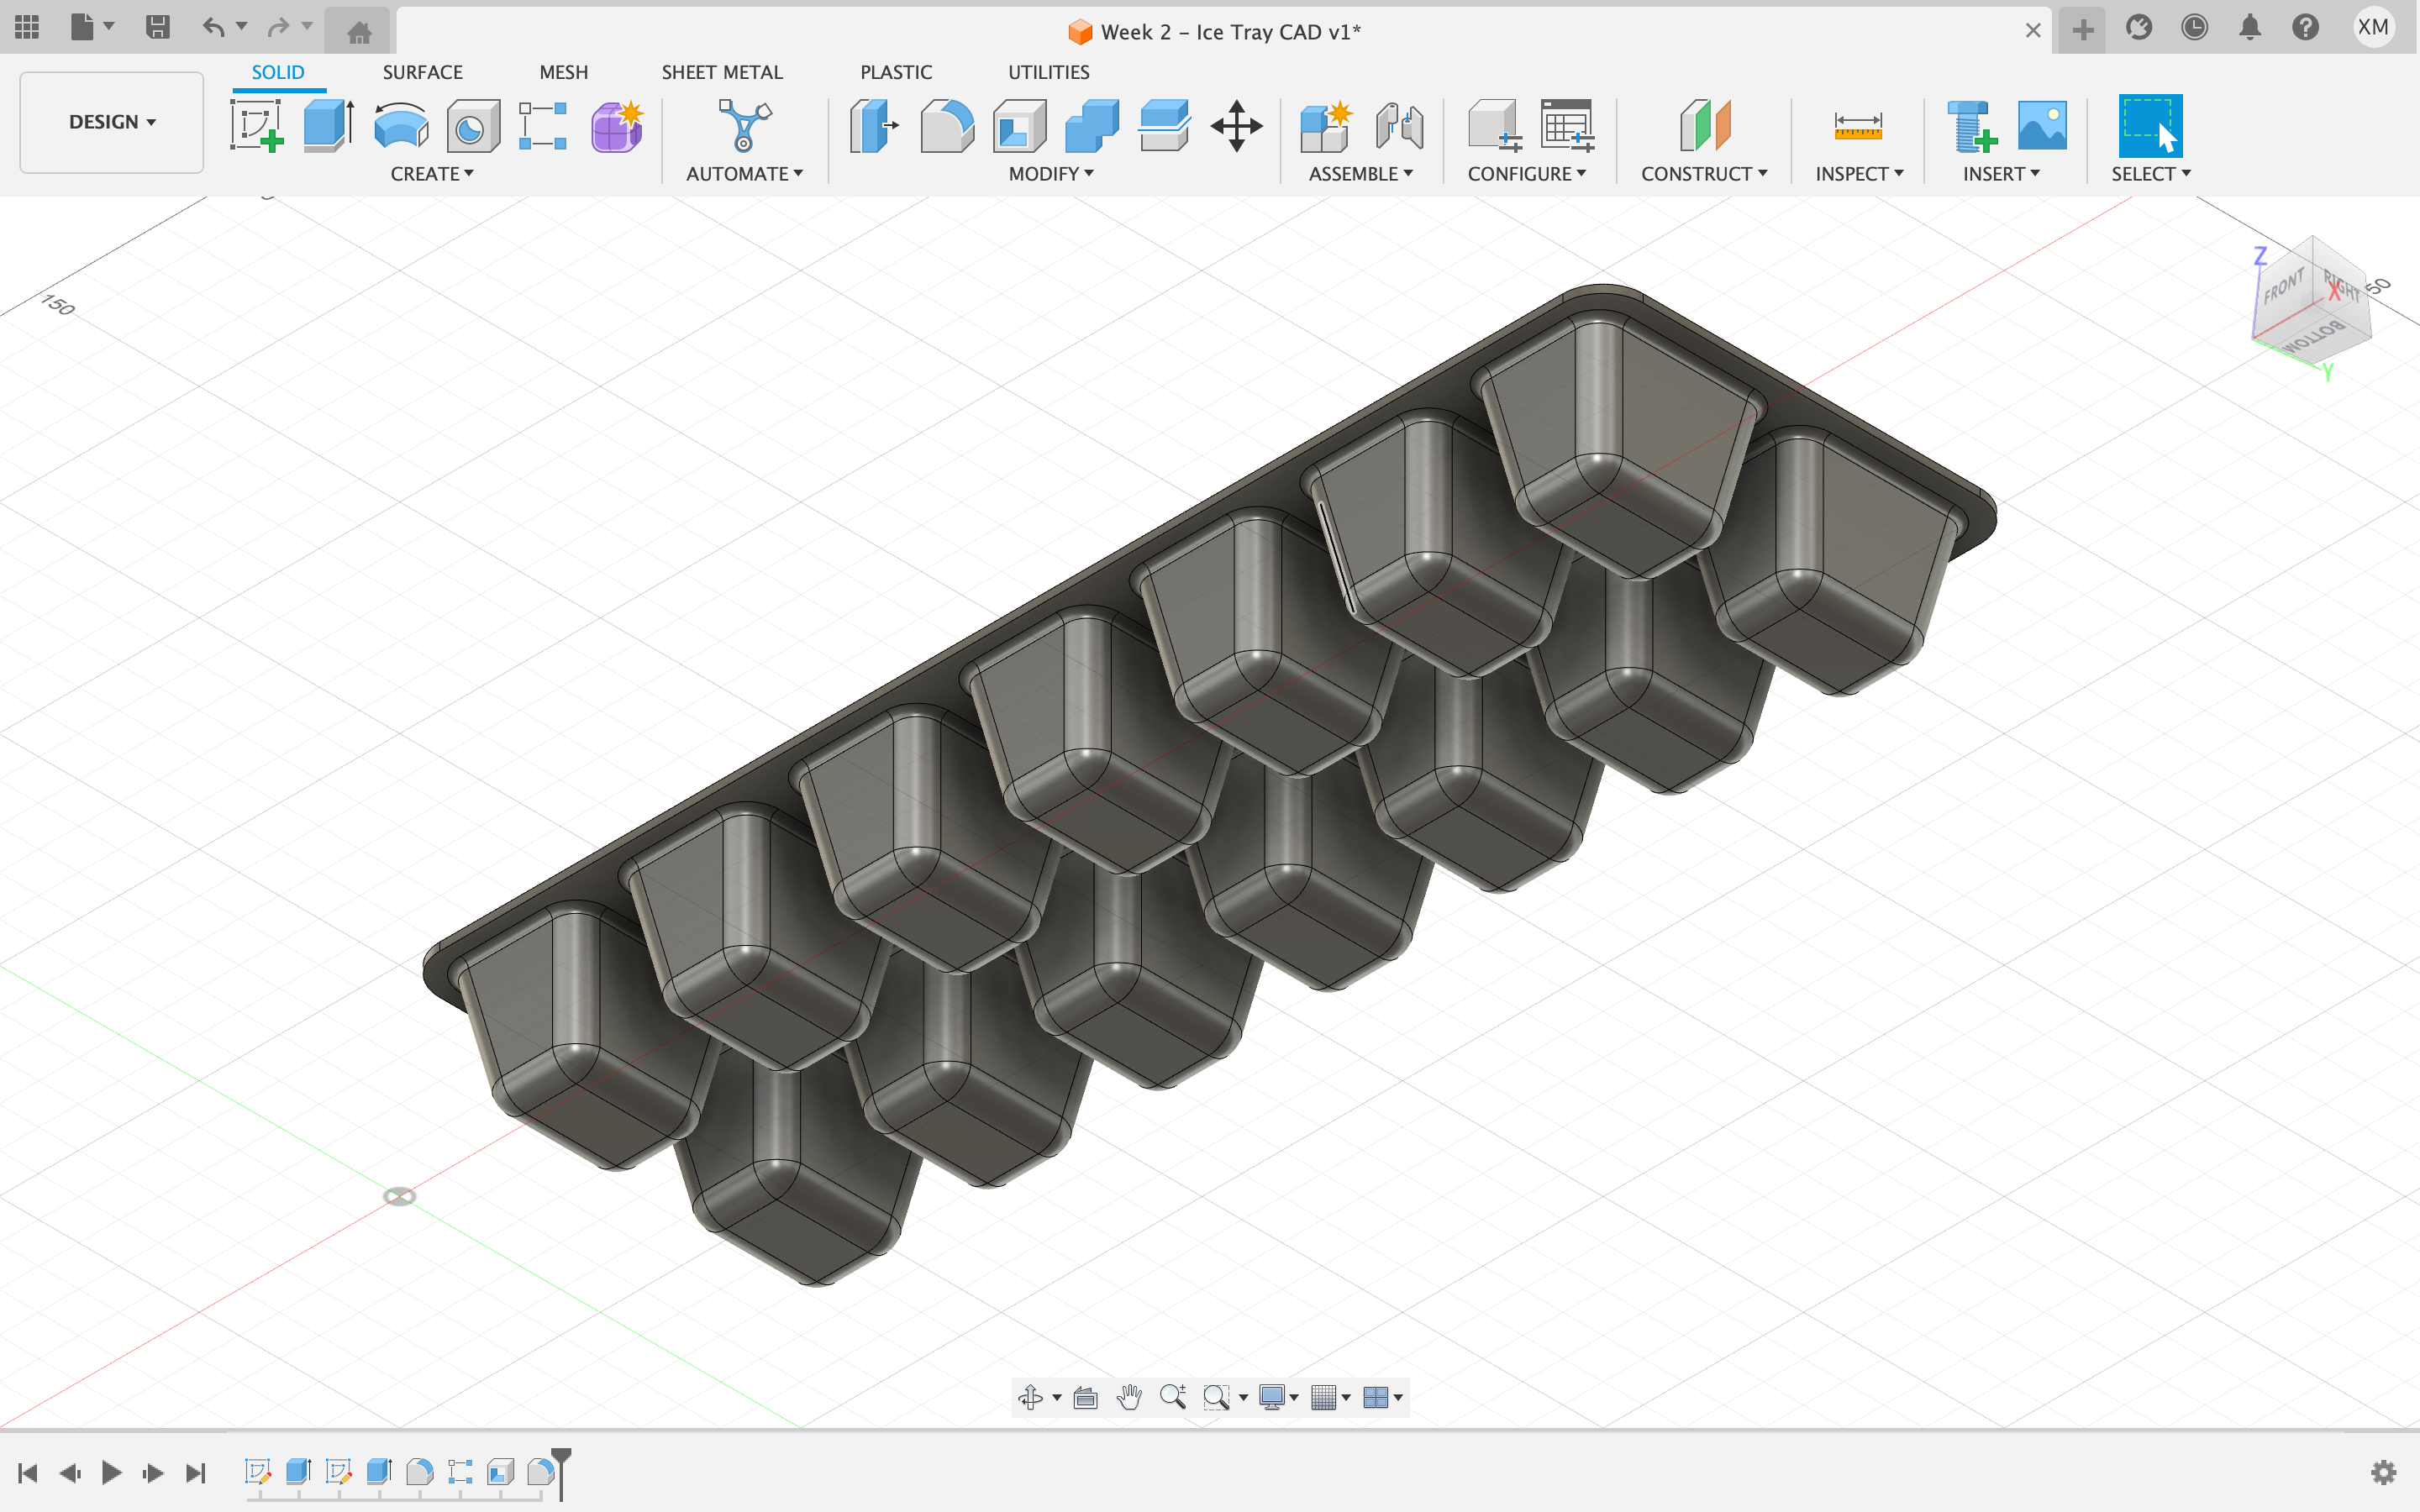 Week 2 – Ice Tray CAD v1*
XM
DESIGN
SOLID
SURFACE
MESH
SHEET METAL
PLASTIC
UTILITIES
CREATE
AUTOMATE
MODIFY
ASSEMBLE
CONFIGURE
CONSTRUCT
INSPECT
INSERT
SELECT
150
50
Z
FRONT
RIGHT
X
BOTTOM
Y